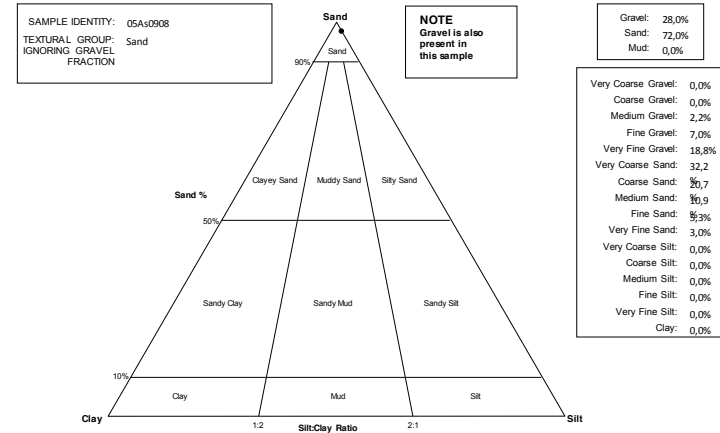 SAMPLE IDENTITY: 05As0908
TEXTURAL GROUP: Sand
IGNORING GRAVEL
FRACTION
NOTE
Gravel is also
present in
this sample
Gravel: 28,0%
Sand: 72,0%
Mud: 0,0%
Very Coarse Gravel: 0,0%
Coarse Gravel: 0,0%
Medium Gravel: 2,2%
Fine Gravel: 7,0%
Very Fine Gravel: 18,8%
Very Coarse Sand: 32,2%
Coarse Sand: 20,7%
Medium Sand: 10,9%
Fine Sand: 5,3%
Very Fine Sand: 3,0%
Very Coarse Silt: 0,0%
Coarse Silt: 0,0%
Medium Silt: 0,0%
Fine Silt: 0,0%
Very Fine Silt: 0,0%
Clay: 0,0%
Sand
Sand
90%
Clayey Sand
Muddy Sand
Silty Sand
Sand %
50%
Sandy Clay
Sandy Mud
Sandy Silt
10%
Clay
Mud
Silt
Clay
1:2
Silt:Clay Ratio
2:1
Silt